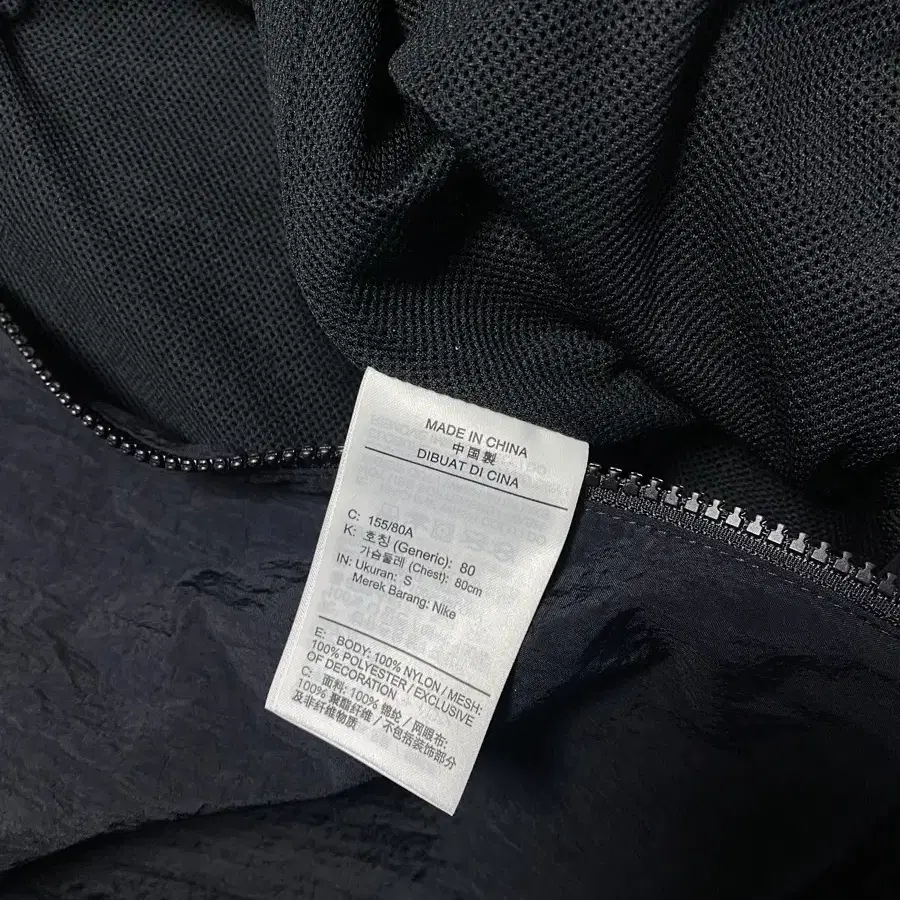 MADE IN CHINA
中国製
DIBUAT DI CINA
C: 155/80A
K: 호칭 (Generic): 80
가슴둘레 (Chest): 80cm
IN: Ukuran: S
Merek Barang: Nike
E: BODY: 100% NYLON / MESH:
100% POLYESTER / EXCLUSIVE
OF DECORATION
C: 面料: 100% 锦纶 / 网眼布:
100% 聚酯纤维 / 不包括装饰部分
及非纤维物质